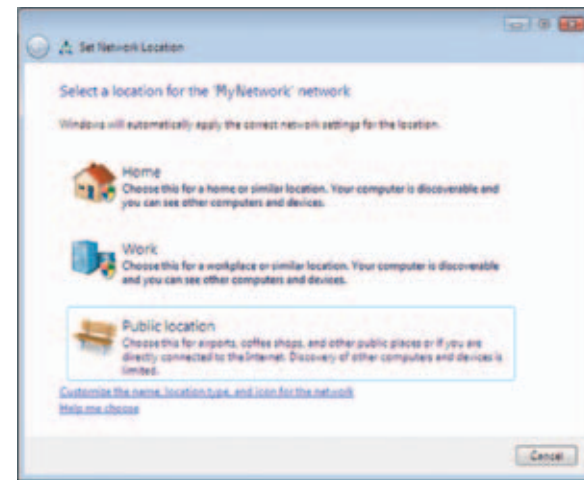 Set Network Location
Select a location for the 'MyNetwork' network
Windows will automatically apply the correct network settings for the location.
Home
Choose this for a home or similar location. Your computer is discoverable and
you can see other computers and devices.
Work
Choose this for a workplace or similar location. Your computer is discoverable
and you can see other computers and devices.
Public location
Choose this for airports, coffee shops, and other public places or if you are
directly connected to the Internet. Discovery of other computers and devices is
limited.
Customize the name, location type, and icon for the network
Help me choose
Cancel